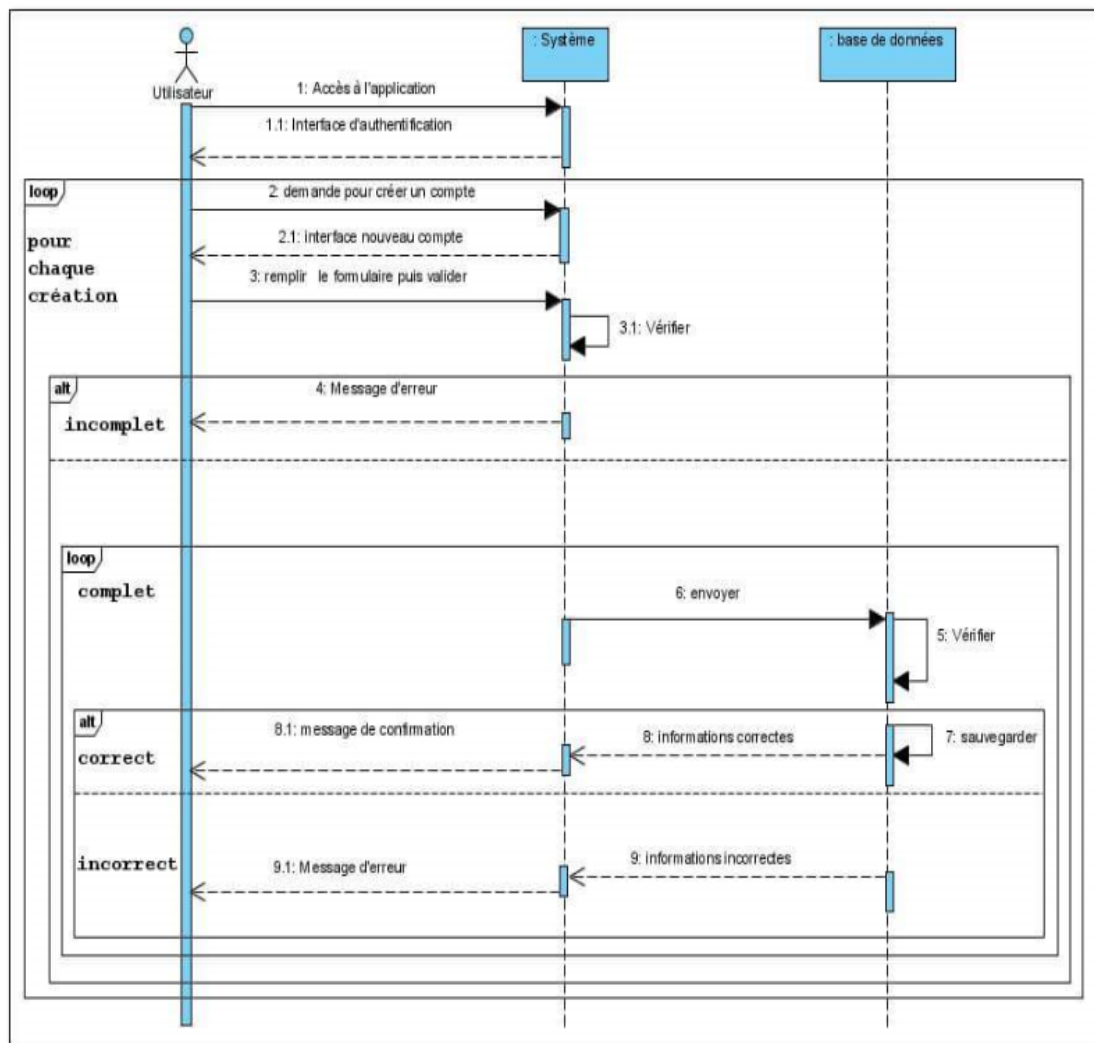 : Système
: base de données
Utilisateur
1: Accès à l'application
1.1: Interface d'authentification
loop
2: demande pour créer un compte
pour
chaque
création
2.1: interface nouveau compte
3: remplir le formulaire puis valider
3.1: Vérifier
alt
4: Message d'erreur
incomplet
loop
complet
6: envoyer
5: Vérifier
alt
8.1: message de confirmation
8: informations correctes
7: sauvegarder
correct
incorrect
9.1: Message d'erreur
9: informations incorrectes